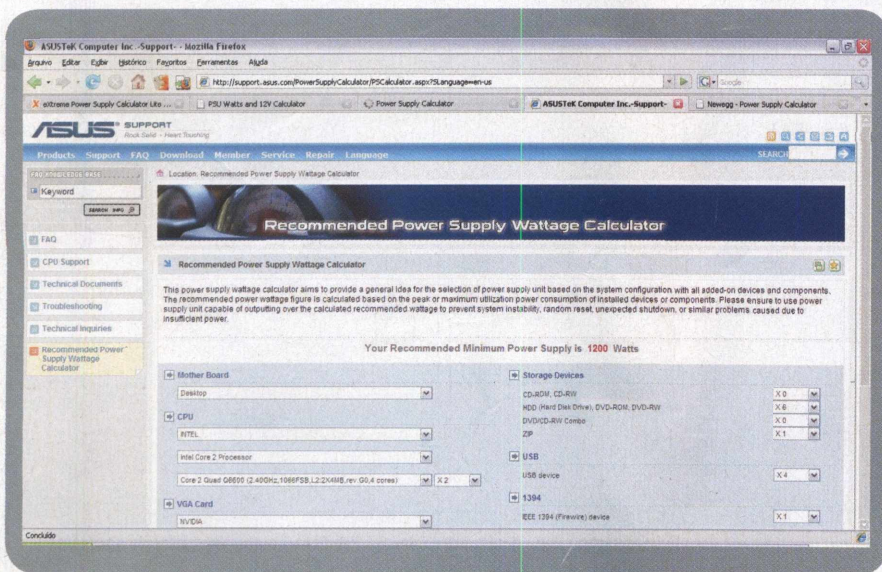 ASUSTeK Computer Inc.-Support- - Mozilla Firefox
Arquivo Editar Exibir Histórico Favoritos Ferramentas Ajuda
http://support.asus.com/PowerSupplyCalculator/PSCalculator.aspx?SLanguage=en-us
Google
eXtreme Power Supply Calculator Lite ... PSU Watts and 12V Calculator Power Supply Calculator ASUSTeK Computer Inc.-Support- Newegg - Power Supply Calculator
ASUS SUPPORT
Rock Solid - Heart Touching
Products Support FAQ Download Member Service Repair Language SEARCH
FAQ KNOWLEDGE BASE
Keyword
SEARCH INFO
FAQ
CPU Support
Technical Documents
Troubleshooting
Technical Inquiries
Recommended Power
Supply Wattage
Calculator
Location: Recommended Power Supply Wattage Calculator
Recommended Power Supply Wattage Calculator
Recommended Power Supply Wattage Calculator
This power supply wattage calculator aims to provide a general idea for the selection of power supply unit based on the system configuration with all added-on devices and components.
The recommended power wattage figure is calculated based on the peak or maximum utilization power consumption of installed devices or components. Please ensure to use power
supply unit capable of outputting over the calculated recommended wattage to prevent system instability, random reset, unexpected shutdown, or similar problems caused due to
insufficient power.
Your Recommended Minimum Power Supply is 1200 Watts
Mother Board
Desktop
CPU
INTEL
Intel Core 2 Processor
Core 2 Quad Q6600 (2.40GHz,1066FSB,L2:2X4MB,rev.G0,4 cores) X 2
VGA Card
NVIDIA
Storage Devices
CD-ROM, CD-RW X 0
HDD (Hard Disk Drive), DVD-ROM, DVD-RW X 6
DVD/CD-RW Combo X 0
ZIP X 1
USB
USB device X 4
1394
IEEE 1394 (Firewire) device X 1
Concluído